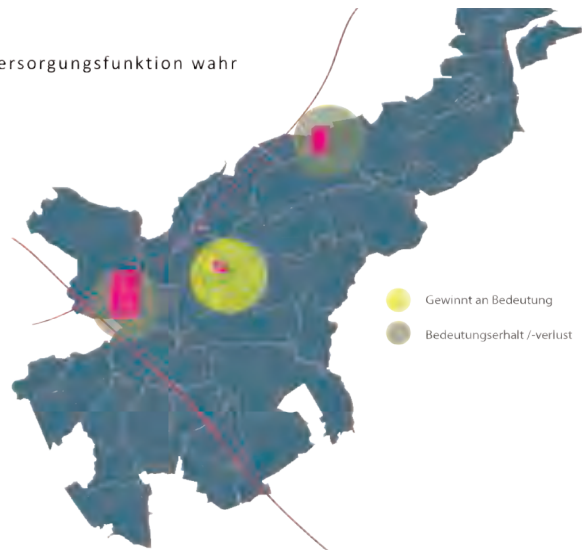 ersorgungsfunktion wahr
Gewinnt an Bedeutung
Bedeutungserhalt /-verlust